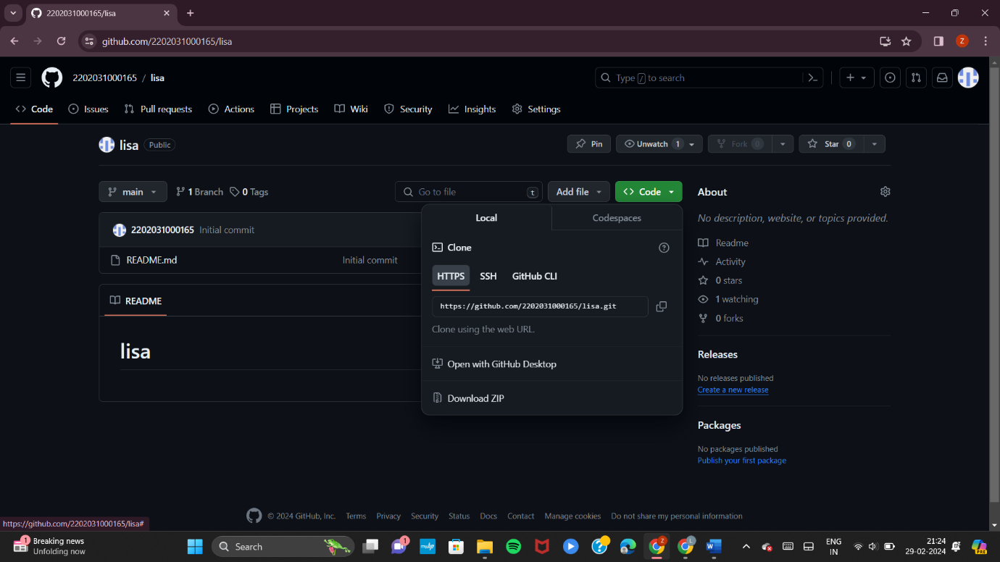 2202031000165/lisa
github.com/2202031000165/lisa
Z
2202031000165 / lisa
Type / to search
Code Issues Pull requests Actions Projects Wiki Security Insights Settings
lisa Public
Pin Unwatch 1 Fork 0 Star 0
main 1 Branch 0 Tags Go to file t Add file Code
About
Local Codespaces
No description, website, or topics provided.
2202031000165 Initial commit
Readme
Clone
README.md Initial commit
Activity
HTTPS SSH GitHub CLI
0 stars
README
https://github.com/2202031000165/lisa.git
1 watching
0 forks
Clone using the web URL.
lisa
Releases
Open with GitHub Desktop
No releases published
Create a new release
Download ZIP
Packages
No packages published
Publish your first package
© 2024 GitHub, Inc. Terms Privacy Security Status Docs Contact Manage cookies Do not share my personal information
https://github.com/2202031000165/lisa#
1 Breaking news
Unfolding now
Search
1
myhp
Z
L
W
ENG
IN
21:24
29-02-2024
PRE